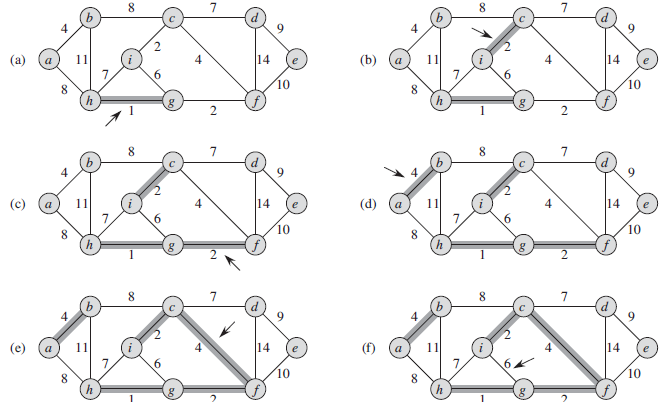 8 7
b c d
4 9
2
(a) a 11 i 4 14 e
7 6
8 10
h g f
1 2
8 7
b c d
4 9
2
(b) a 11 i 4 14 e
7 6
8 10
h g f
1 2
8 7
b c d
4 9
2
(c) a 11 i 4 14 e
7 6
8 10
h g f
1 2
8 7
b c d
4 9
2
(d) a 11 i 4 14 e
7 6
8 10
h g f
1 2
8 7
b c d
4 9
2
(e) a 11 i 4 14 e
7 6
8 10
h g f
1 2
8 7
b c d
4 9
2
(f) a 11 i 4 14 e
7 6
8 10
h g f
1 2